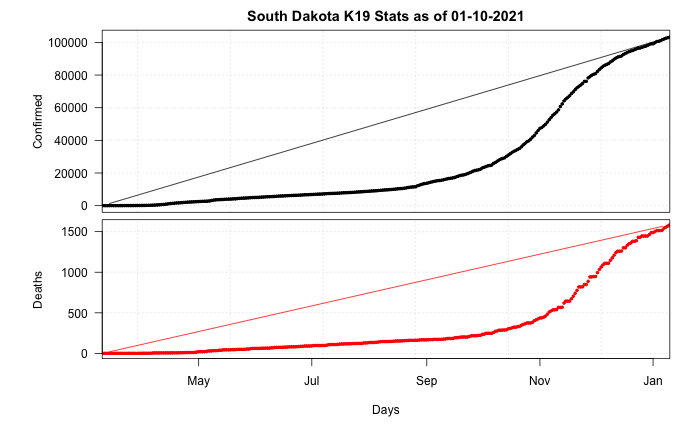 South Dakota K19 Stats as of 01-10-2021
Confirmed
100000
80000
60000
40000
20000
0
Deaths
1500
1000
500
0
May Jul Sep Nov Jan
Days